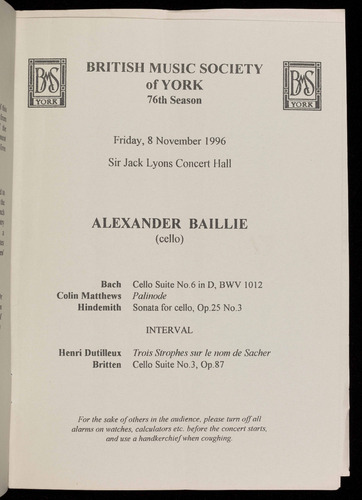 BMS
YORK
BRITISH MUSIC SOCIETY
of YORK
76th Season
BMS
YORK
Friday, 8 November 1996
Sir Jack Lyons Concert Hall
ALEXANDER BAILLIE
(cello)
Bach Cello Suite No.6 in D, BWV 1012
Colin Matthews Palinode
Hindemith Sonata for cello, Op.25 No.3
INTERVAL
Henri Dutilleux Trois Strophes sur le nom de Sacher
Britten Cello Suite No.3, Op.87
For the sake of others in the audience, please turn off all
alarms on watches, calculators etc. before the concert starts,
and use a handkerchief when coughing.